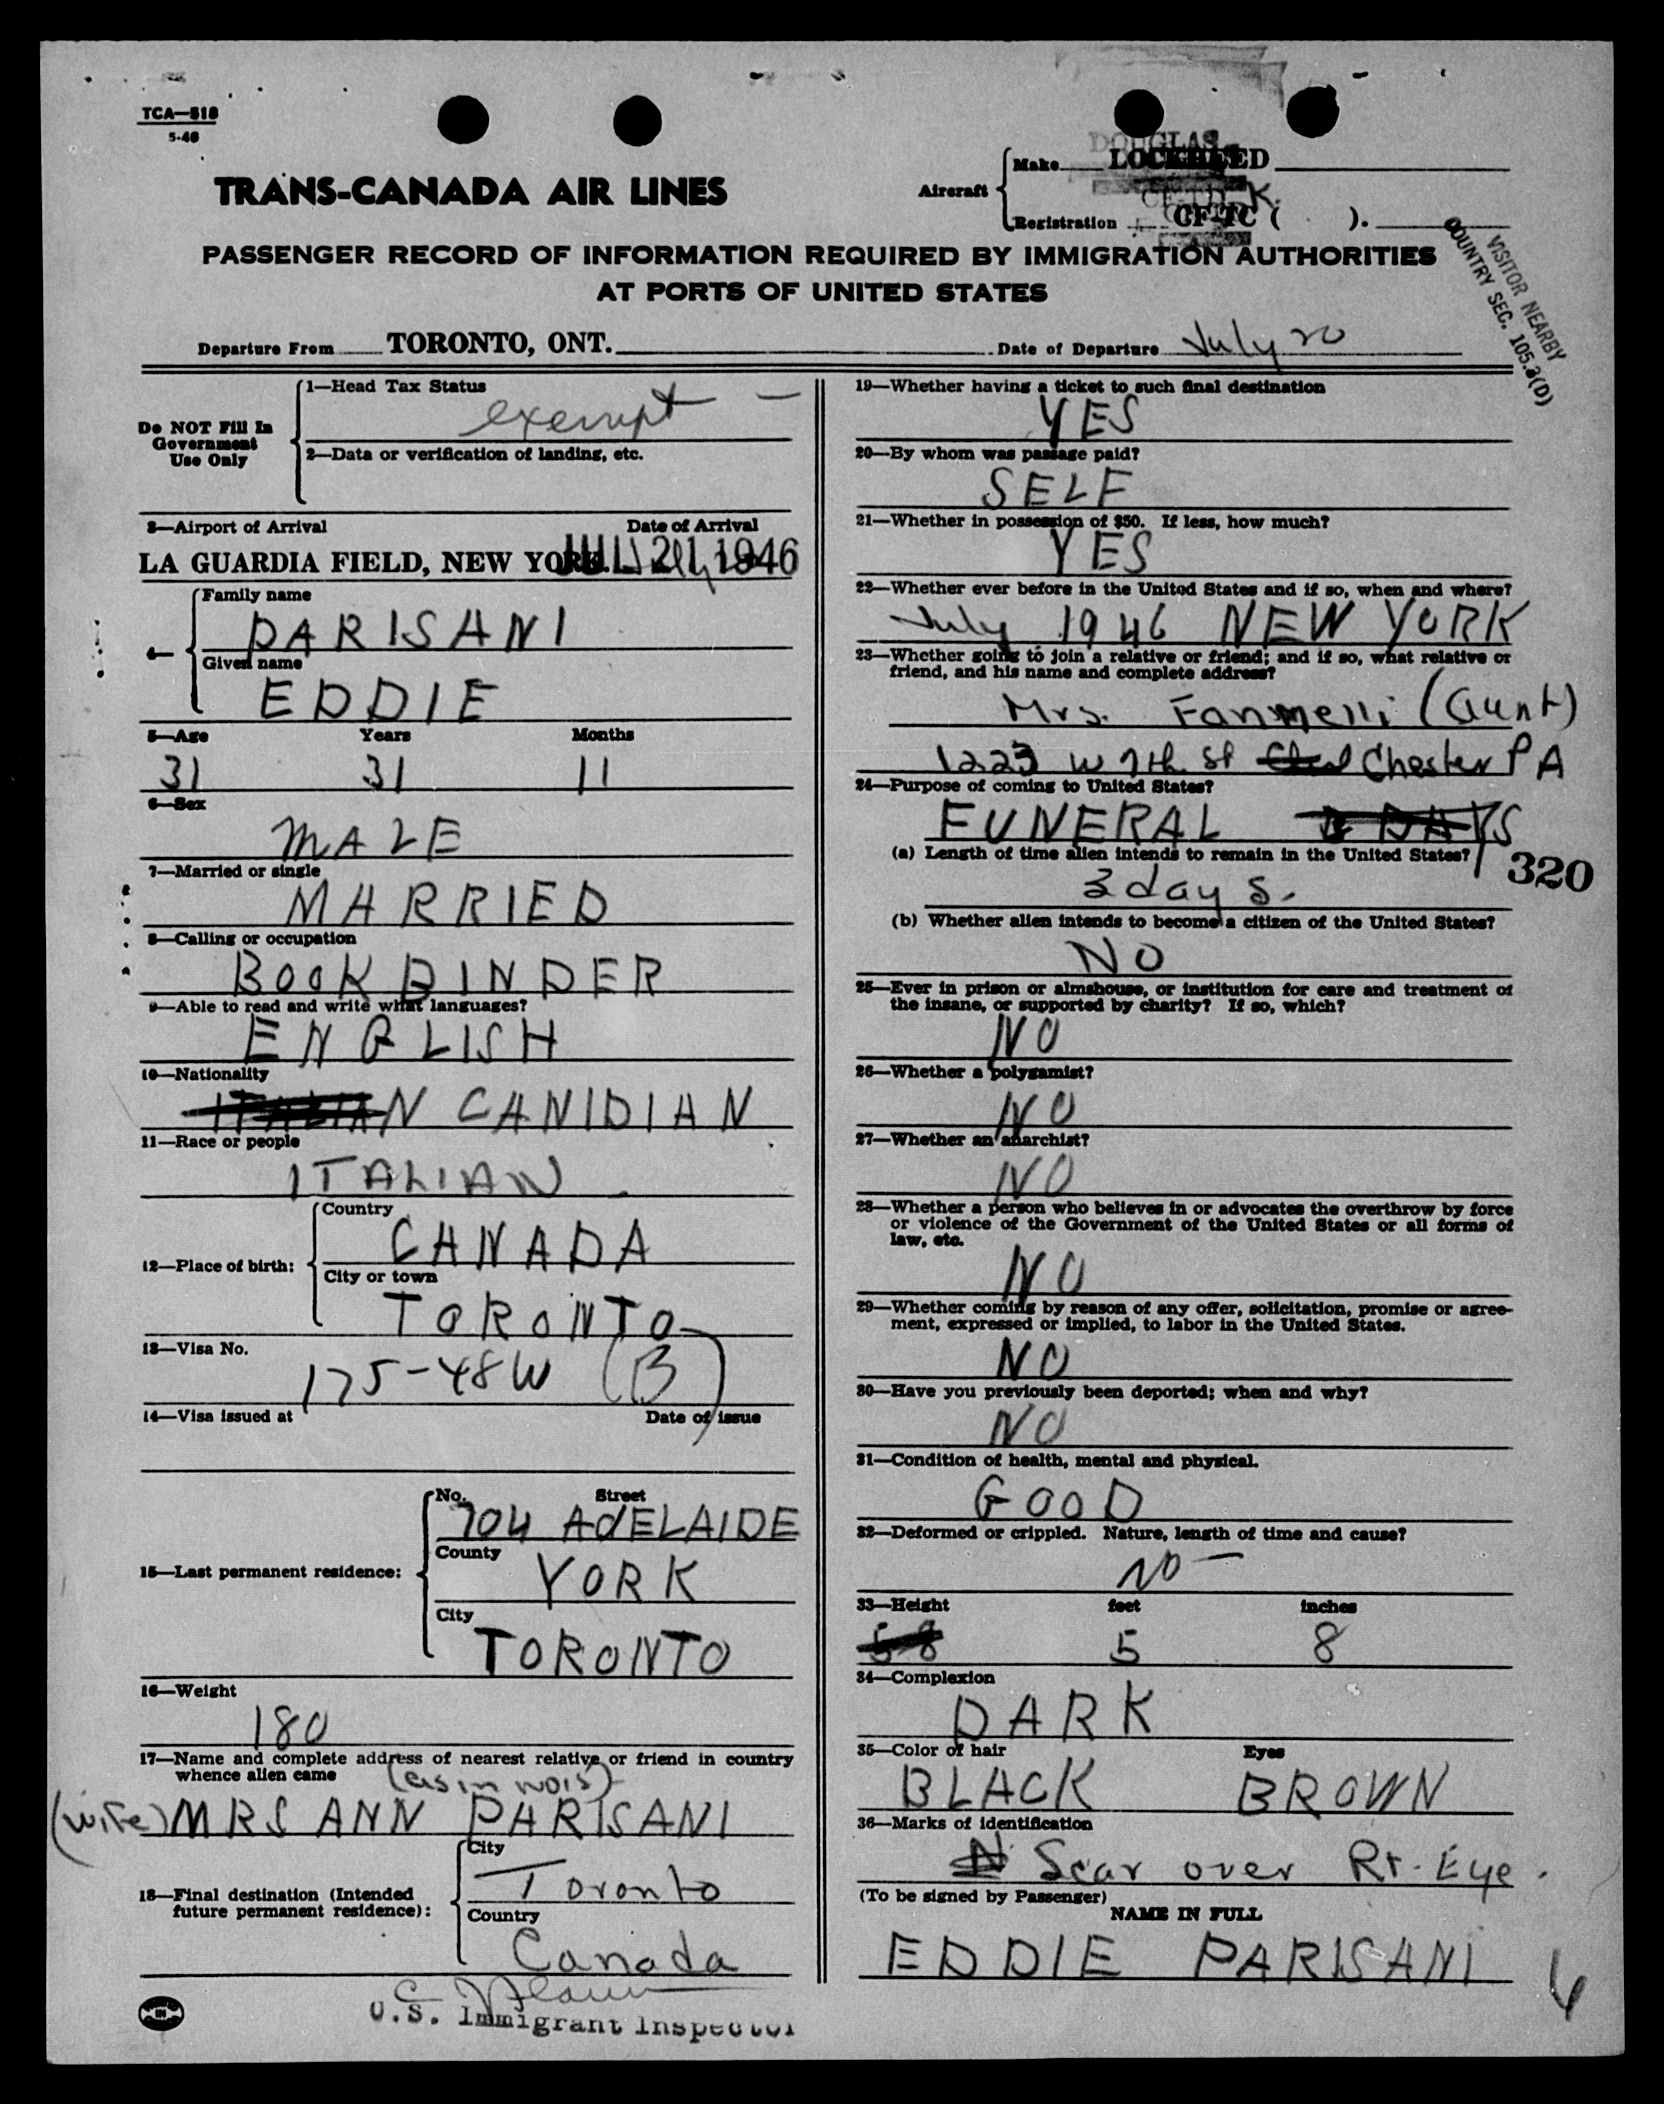 TCA—518
5-46
TRANS-CANADA AIR LINES
Aircraft
Make DOUGLAS LOCKHEED
Registration CF-TC ( ).
PASSENGER RECORD OF INFORMATION REQUIRED BY IMMIGRATION AUTHORITIES
AT PORTS OF UNITED STATES
VISITOR NEARBY
COUNTRY SEC. 105.3(D)
Departure From TORONTO, ONT. Date of Departure July 20
Do NOT Fill In
Government
Use Only
1—Head Tax Status
exempt —
2—Data or verification of landing, etc.
3—Airport of Arrival Date of Arrival
LA GUARDIA FIELD, NEW YORK. JUL 21 1946
4—
Family name
PARISANI
Given name
EDDIE
5—Age Years Months
31 31 11
6—Sex
MALE
7—Married or single
MARRIED
8—Calling or occupation
BOOK BINDER
9—Able to read and write what languages?
ENGLISH
10—Nationality
ITALIAN CANIDIAN
11—Race or people
ITALIAN
12—Place of birth:
Country
CANADA
City or town
TORONTO
13—Visa No.
175-48W (B)
14—Visa issued at Date of issue
15—Last permanent residence:
No. Street
704 AdELAIDE
County
YORK
City
TORONTO
16—Weight
180
17—Name and complete address of nearest relative or friend in country
whence alien came
(as in no15)
(wife) MRS ANN PARISANI
18—Final destination (Intended
future permanent residence):
City
Toronto
Country
Canada
U.S. Immigrant Inspector
19—Whether having a ticket to such final destination
YES
20—By whom was passage paid?
SELF
21—Whether in possession of $50. If less, how much?
YES
22—Whether ever before in the United States and if so, when and where?
July 1946 NEW YORK
23—Whether going to join a relative or friend; and if so, what relative or
friend, and his name and complete address?
Mrs. Fanmelli (aunt)
1223 W 7th St Chester PA
24—Purpose of coming to United States?
FUNERAL DAYS
(a) Length of time alien intends to remain in the United States?
320
3 days.
(b) Whether alien intends to become a citizen of the United States?
NO
25—Ever in prison or almshouse, or institution for care and treatment of
the insane, or supported by charity? If so, which?
NO
26—Whether a polygamist?
NO
27—Whether an anarchist?
NO
28—Whether a person who believes in or advocates the overthrow by force
or violence of the Government of the United States or all forms of
law, etc.
NO
29—Whether coming by reason of any offer, solicitation, promise or agree-
ment, expressed or implied, to labor in the United States.
NO
30—Have you previously been deported; when and why?
NO
31—Condition of health, mental and physical.
GOOD
32—Deformed or crippled. Nature, length of time and cause?
NO —
33—Height feet inches
58 5 8
34—Complexion
DARK
35—Color of hair Eyes
BLACK BROWN
36—Marks of identification
N Scar over Rt. Eye.
(To be signed by Passenger)
NAME IN FULL
EDDIE PARISANI